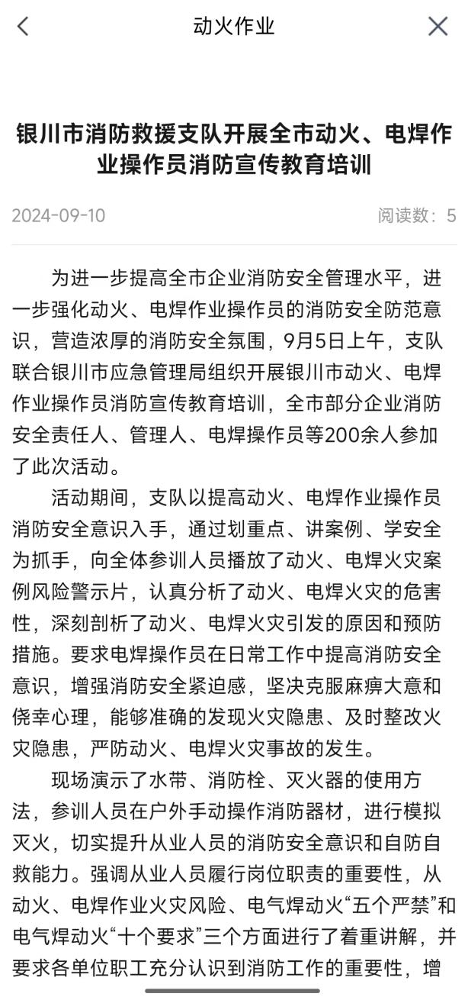 动火作业
银川市消防救援支队开展全市动火、电焊作
业操作员消防宣传教育培训
2024-09-10
阅读数：5
为进一步提高全市企业消防安全管理水平，进
一步强化动火、电焊作业操作员的消防安全防范意
识，营造浓厚的消防安全氛围，9月5日上午，支队
联合银川市应急管理局组织开展银川市动火、电焊
作业操作员消防宣传教育培训，全市部分企业消防
安全责任人、管理人、电焊操作员等200余人参加
了此次活动。
活动期间，支队以提高动火、电焊作业操作员
消防安全意识入手，通过划重点、讲案例、学安全
为抓手，向全体参训人员播放了动火、电焊火灾案
例风险警示片，认真分析了动火、电焊火灾的危害
性，深刻剖析了动火、电焊火灾引发的原因和预防
措施。要求电焊操作员在日常工作中提高消防安全
意识，增强消防安全紧迫感，坚决克服麻痹大意和
侥幸心理，能够准确的发现火灾隐患、及时整改火
灾隐患，严防动火、电焊火灾事故的发生。
现场演示了水带、消防栓、灭火器的使用方
法，参训人员在户外手动操作消防器材，进行模拟
灭火，切实提升从业人员的消防安全意识和自防自
救能力。强调从业人员履行岗位职责的重要性，从
动火、电焊作业火灾风险、电气焊动火“五个严禁”和
电气焊动火“十个要求”三个方面进行了着重讲解，并
要求各单位职工充分认识到消防工作的重要性，增